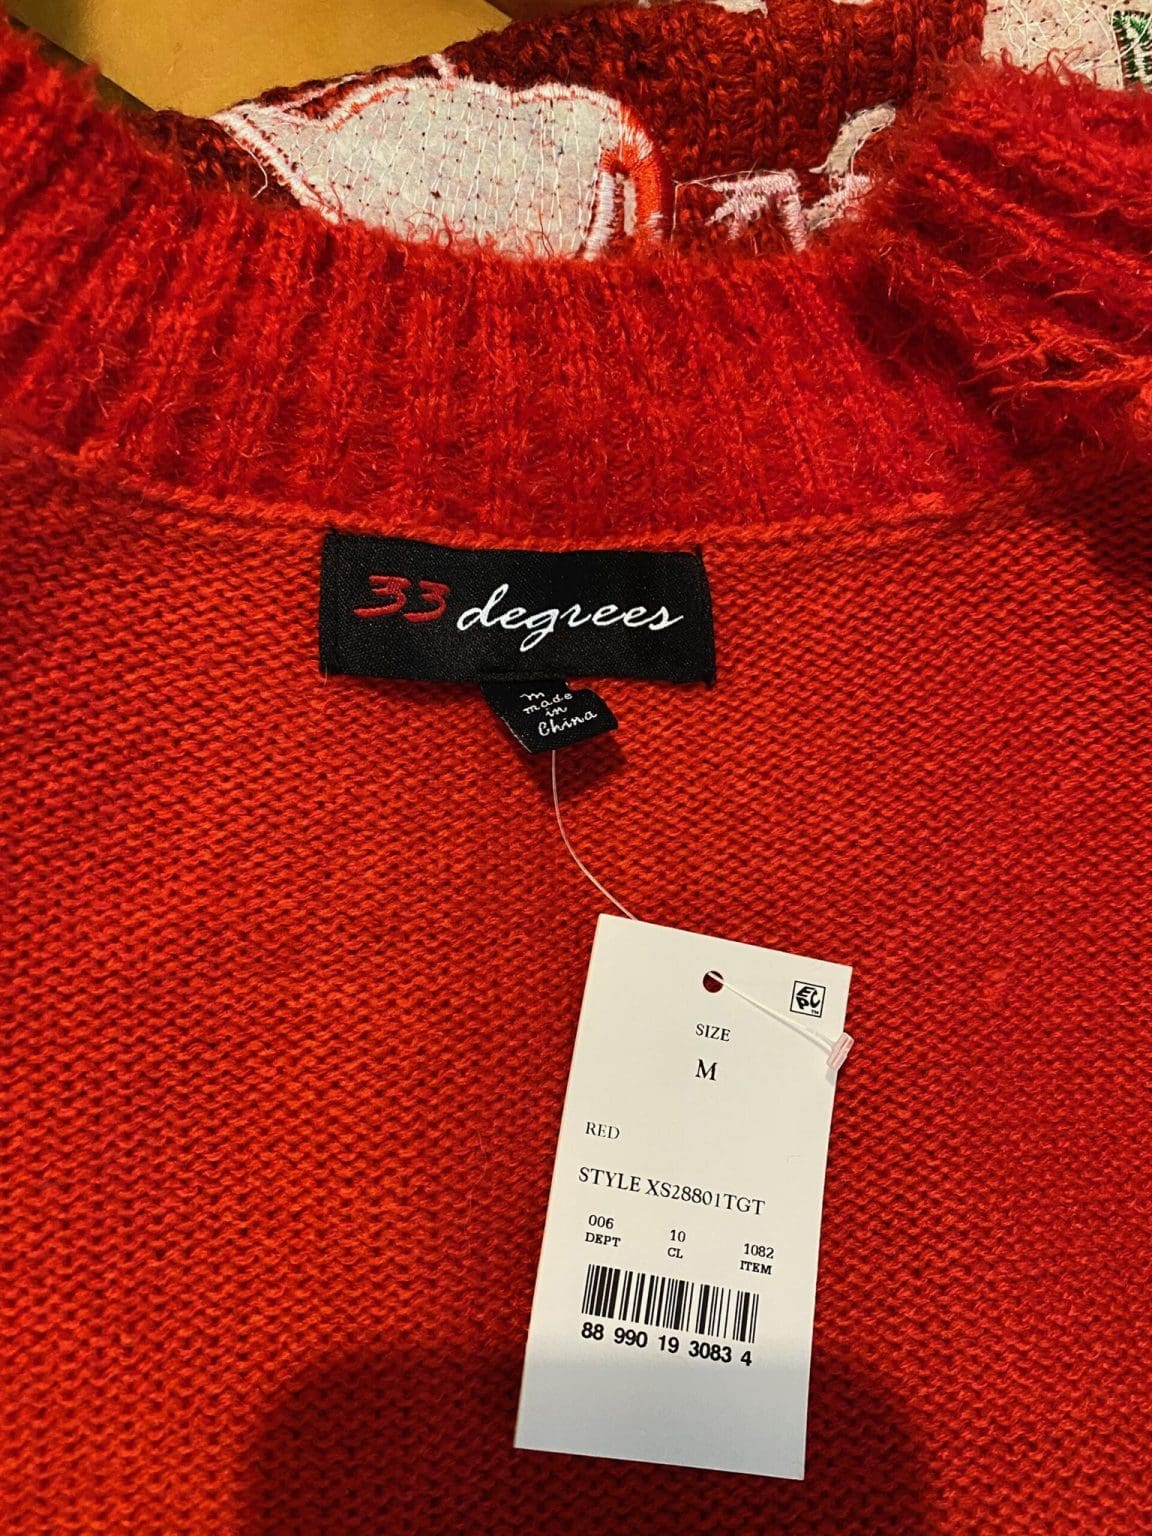 33 degrees
m
made
in
China
SIZE
M
RED
STYLE XS28801TGT
006 10 1082
DEPT CL ITEM
88 990 19 3083 4